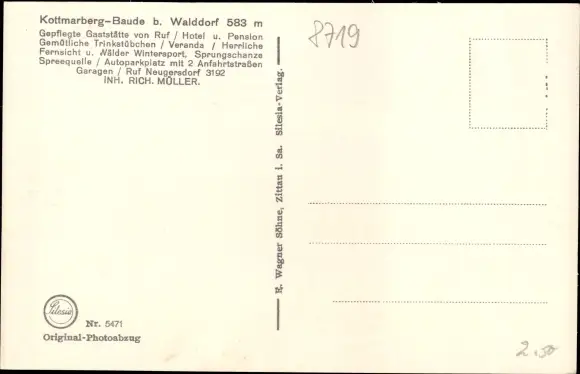 Kottmarberg-Baude b. Walddorf 583 m
Gepflegte Gaststätte von Ruf / Hotel u. Pension
Gemütliche Trinkstübchen / Veranda / Herrliche
Fernsicht u. Wälder Wintersport, Sprungschanze
Spreequelle / Autoparkplatz mit 2 Anfahrtstraßen
Garagen / Ruf Neugersdorf 3192
INH. RICH. MÜLLER.
8719
E. Wagner Söhne, Zittau i. Sa. Silesia-Verlag.
Silesia
Nr. 5471
Original-Photoabzug
2.50